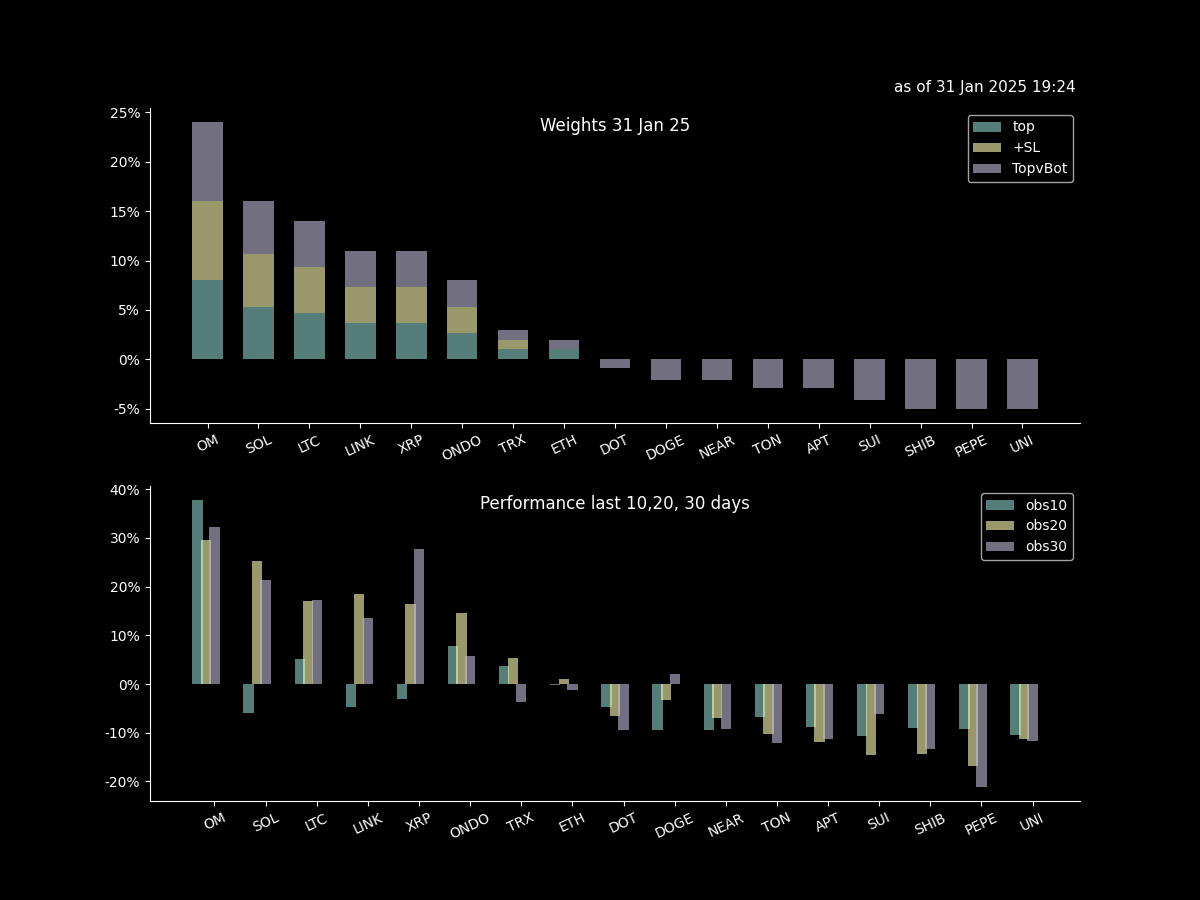 as of 31 Jan 2025 19:24
Weights 31 Jan 25
top
+SL
TopvBot
25%
20%
15%
10%
5%
0%
-5%
OM SOL LTC LINK XRP ONDO TRX ETH DOT DOGE NEAR TON APT SUI SHIB PEPE UNI
Performance last 10,20, 30 days
obs10
obs20
obs30
40%
30%
20%
10%
0%
-10%
-20%
OM SOL LTC LINK XRP ONDO TRX ETH DOT DOGE NEAR TON APT SUI SHIB PEPE UNI